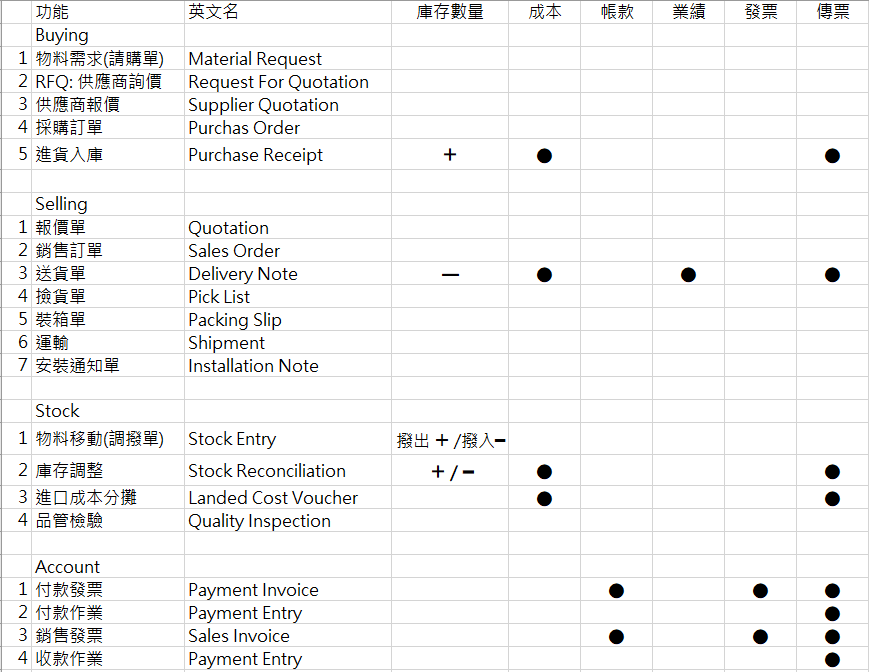 功能 英文名 庫存數量 成本 帳款 業績 發票 傳票
Buying
1 物料需求(請購單) Material Request
2 RFQ: 供應商詢價 Request For Quotation
3 供應商報價 Supplier Quotation
4 採購訂單 Purchas Order
5 進貨入庫 Purchase Receipt + ● ●
Selling
1 報價單 Quotation
2 銷售訂單 Sales Order
3 送貨單 Delivery Note — ● ● ●
4 撿貨單 Pick List
5 裝箱單 Packing Slip
6 運輸 Shipment
7 安裝通知單 Installation Note
Stock
1 物料移動(調撥單) Stock Entry 撥出 + /撥入−
2 庫存調整 Stock Reconciliation + / − ● ●
3 進口成本分攤 Landed Cost Voucher ● ●
4 品管檢驗 Quality Inspection
Account
1 付款發票 Payment Invoice ● ● ●
2 付款作業 Payment Entry ●
3 銷售發票 Sales Invoice ● ● ●
4 收款作業 Payment Entry ●